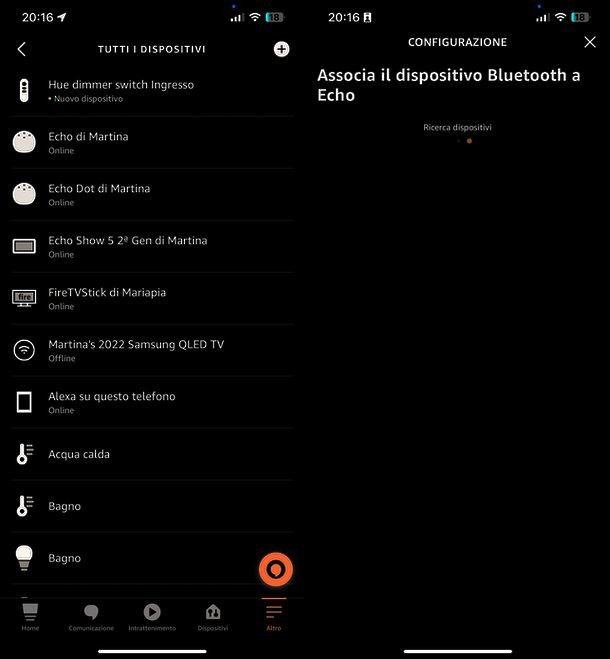 20:16
18
TUTTI I DISPOSITIVI
Hue dimmer switch Ingresso
• Nuovo dispositivo
Echo di Martina
Online
Echo Dot di Martina
Online
Echo Show 5 2ª Gen di Martina
Online
fire
FireTVStick di Mariapia
Online
Martina's 2022 Samsung QLED TV
Offline
Alexa su questo telefono
Online
Acqua calda
Bagno
Bagno
Home
Comunicazione
Intrattenimento
Dispositivi
Altro
20:16
18
CONFIGURAZIONE
Associa il dispositivo Bluetooth a
Echo
Ricerca dispositivi